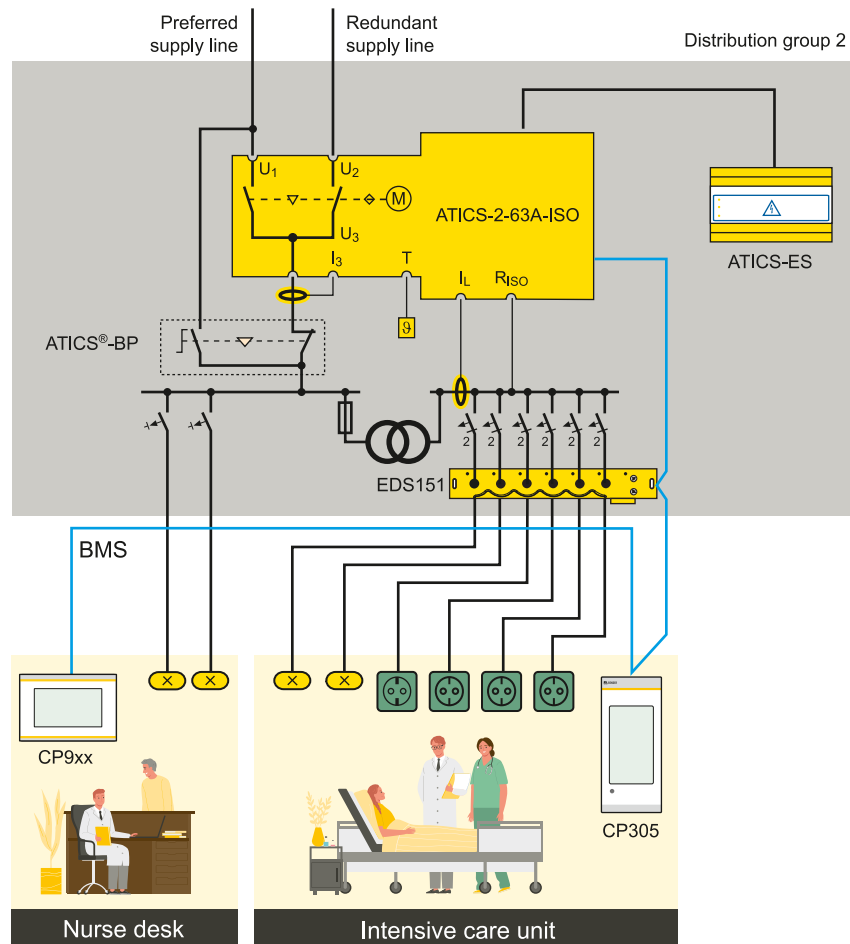 Preferred
supply line
Redundant
supply line
Distribution group 2
U1
U2
M
ATICS-2-63A-ISO
U3
I3
T
IL
RISO
ATICS-ES
ϑ
ATICS®-BP
2
2
2
2
2
2
EDS151
BMS
CP9xx
CP305
Nurse desk
Intensive care unit